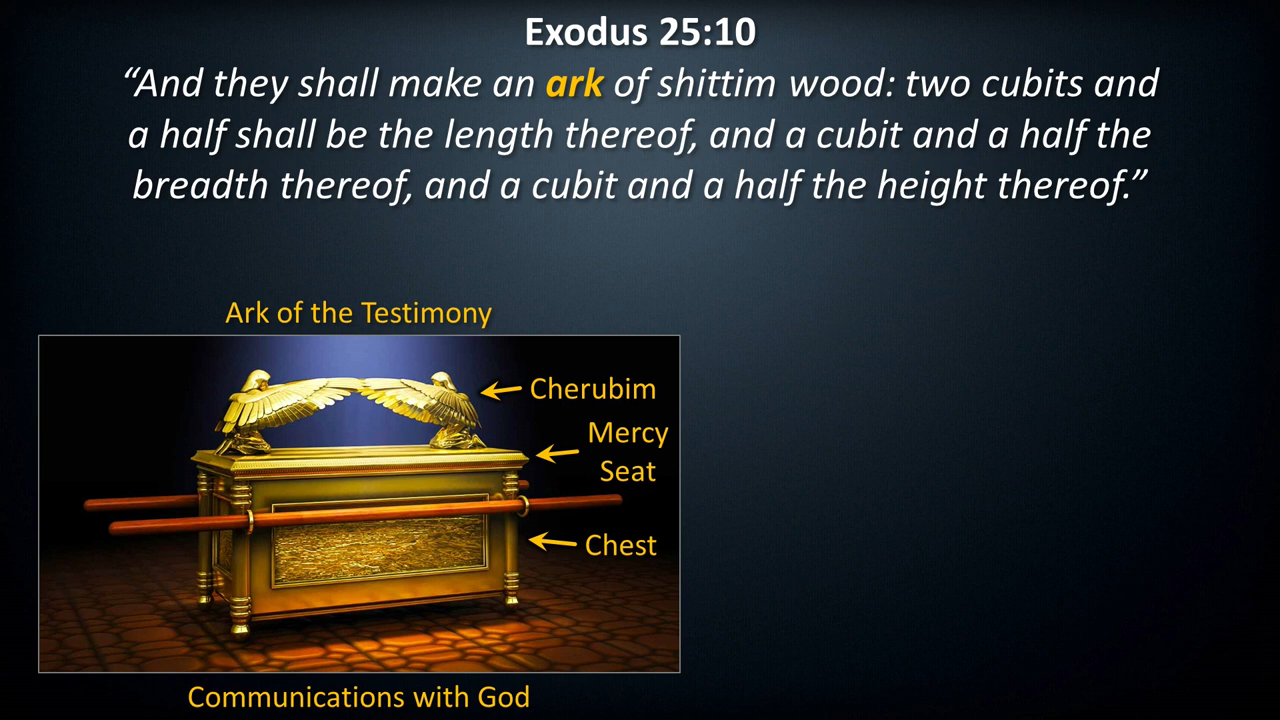 Exodus 25:10
“And they shall make an ark of shittim wood: two cubits and
a half shall be the length thereof, and a cubit and a half the
breadth thereof, and a cubit and a half the height thereof.”
Ark of the Testimony
Cherubim
Mercy
Seat
Chest
Communications with God